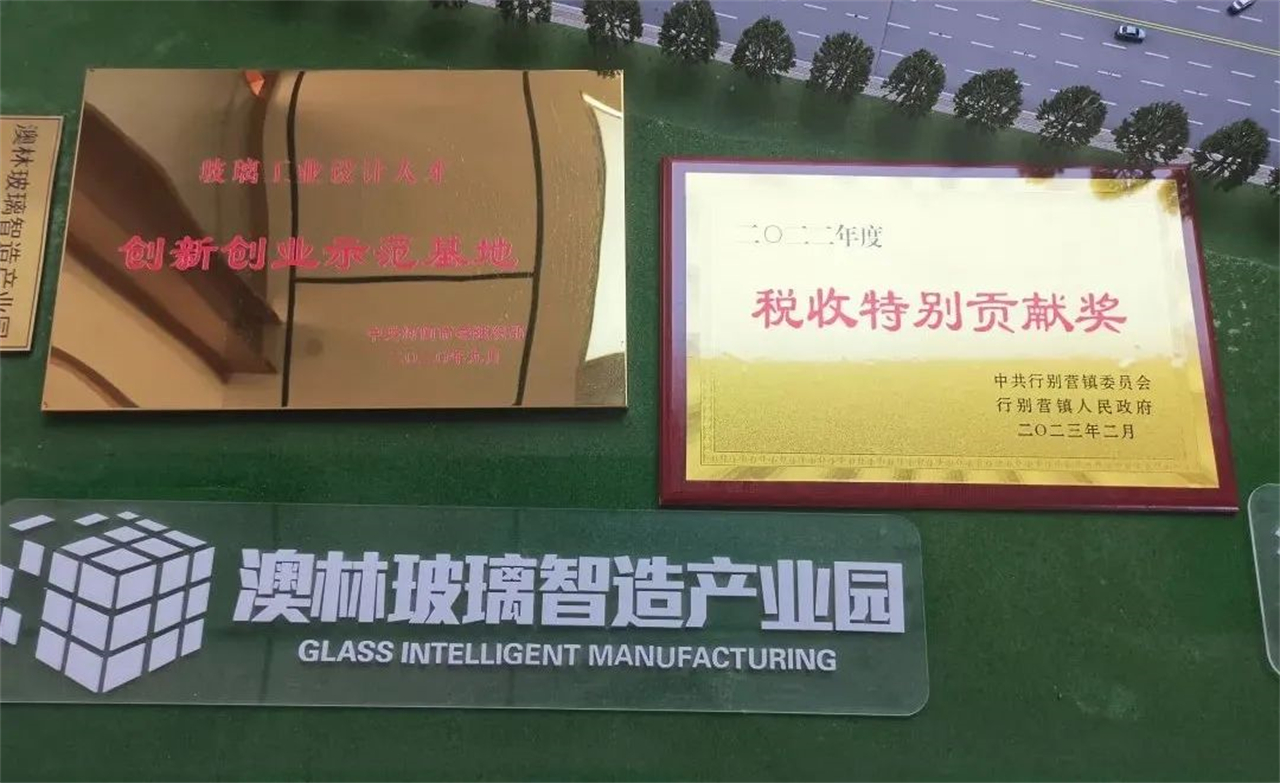 澳林玻璃智造产业园
玻璃工业设计人才
创新创业示范基地
二〇二二年度
税收特别贡献奖
中共行别营镇委员会
行别营镇人民政府
二〇二三年二月
澳林玻璃智造产业园
GLASS INTELLIGENT MANUFACTURING